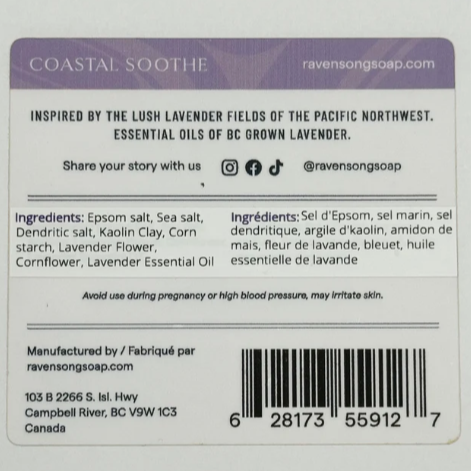 COASTAL SOOTHE
ravensongsoap.com
INSPIRED BY THE LUSH LAVENDER FIELDS OF THE PACIFIC NORTHWEST.
ESSENTIAL OILS OF BC GROWN LAVENDER.
Share your story with us @ravensongsoap
Ingredients: Epsom salt, Sea salt,
Dendritic salt, Kaolin Clay, Corn
starch, Lavender Flower,
Cornflower, Lavender Essential Oil
Ingrédients: Sel d'Epsom, sel marin, sel
dendritique, argile d'kaolin, amidon de
mais, fleur de lavande, bleuet, huile
essentielle de lavande
Avoid use during pregnancy or high blood pressure, may irritate skin.
Manufactured by / Fabriqué par
ravensongsoap.com
103 B 2266 S. Isl. Hwy
Campbell River, BC V9W 1C3
Canada
6 28173 55912 7